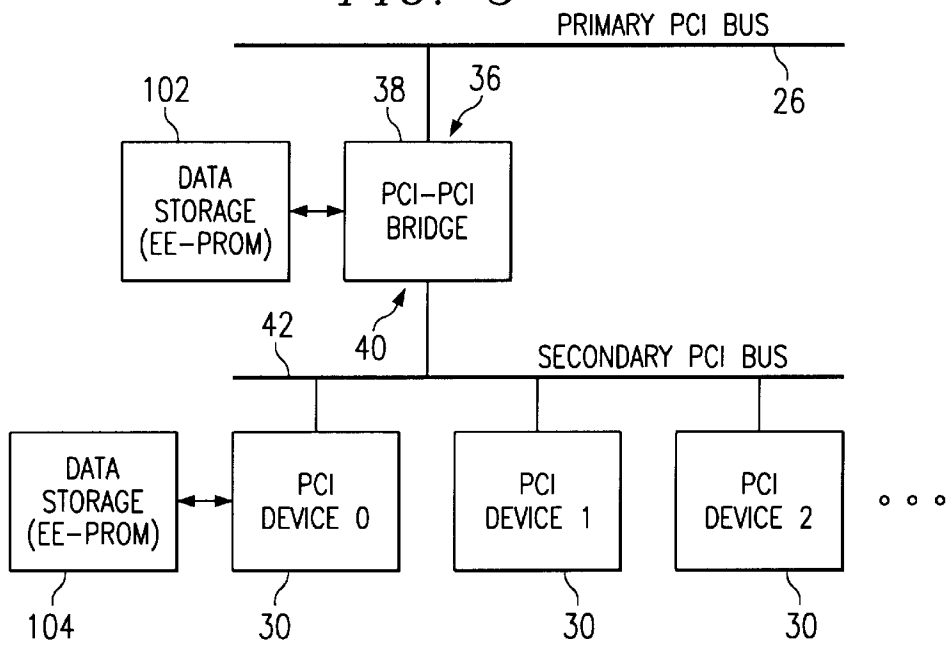 PRIMARY PCI BUS
26
102
38
36
DATA
STORAGE
(EE-PROM)
PCI-PCI
BRIDGE
42
40
SECONDARY PCI BUS
DATA
STORAGE
(EE-PROM)
PCI
DEVICE 0
PCI
DEVICE 1
PCI
DEVICE 2
104
30
30
30